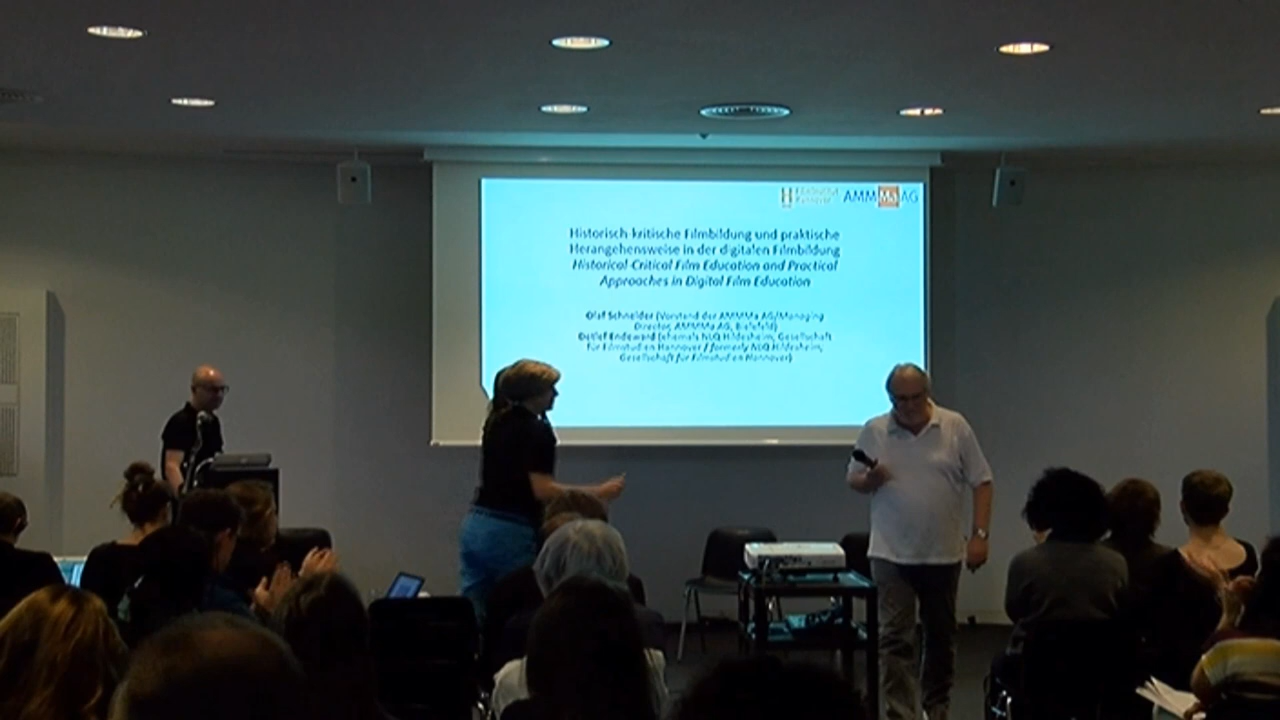 Filminstitut
Hannover
AMMMa AG
Historisch-kritische Filmbildung und praktische
Herangehensweise in der digitalen Filmbildung
Historical-Critical Film Education and Practical
Approaches in Digital Film Education
Olaf Schneider (Vorstand der AMMMa AG/Managing
Director, AMMMa AG, Bielefeld)
Detlef Endeward (ehemals NLQ Hildesheim, Gesellschaft
für Filmstudien Hannover / formerly NLQ Hildesheim,
Gesellschaft für Filmstudien Hannover)